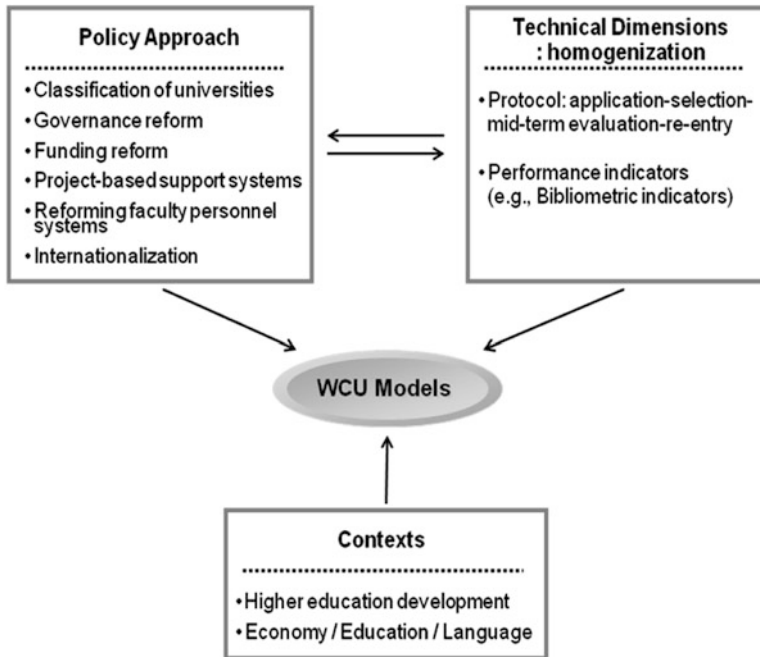 Policy Approach
•Classification of universities
•Governance reform
•Funding reform
•Project-based support systems
•Reforming faculty personnel
systems
•Internationalization
Technical Dimensions
: homogenization
•Protocol: application-selection-
mid-term evaluation-re-entry
•Performance indicators
(e.g., Bibliometric indicators)
WCU Models
Contexts
•Higher education development
•Economy / Education / Language